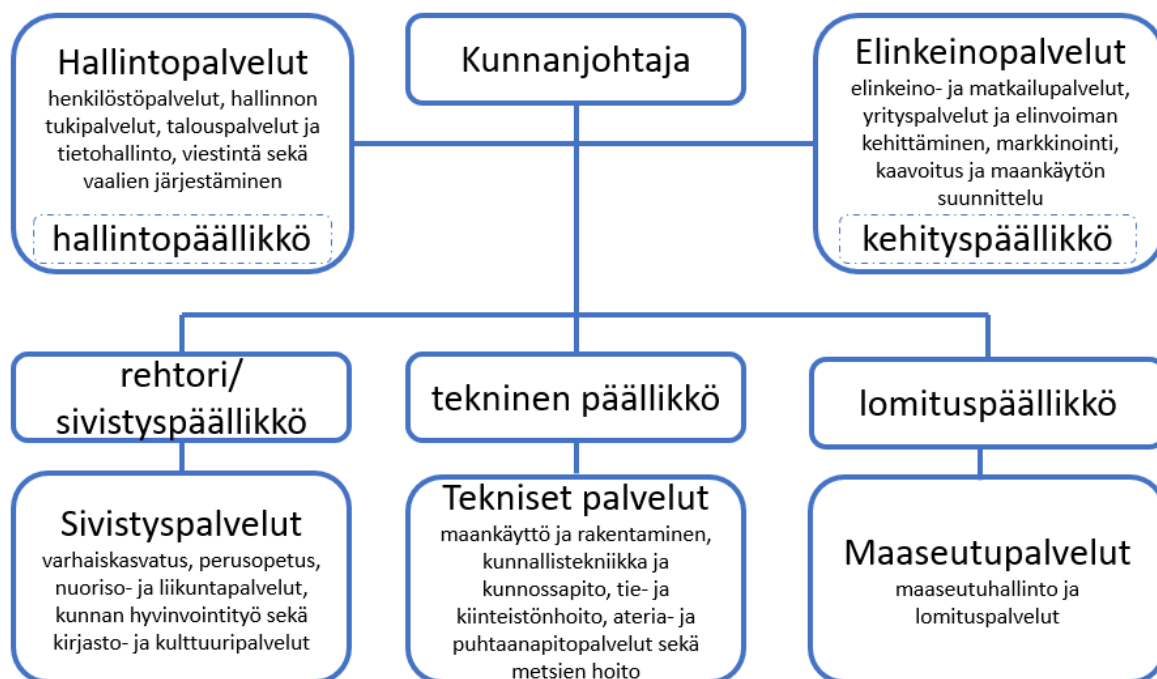 Hallintopalvelut
henkilöstöpalvelut, hallinnon
tukipalvelut, talouspalvelut ja
tietohallinto, viestintä sekä
vaalien järjestäminen
hallintopäällikkö
Kunnanjohtaja
Elinkeinopalvelut
elinkeino- ja matkailupalvelut,
yrityspalvelut ja elinvoiman
kehittäminen, markkinointi,
kaavoitus ja maankäytön
suunnittelu
kehityspäällikkö
rehtori/
sivistyspäällikkö
tekninen päällikkö
lomituspäällikkö
Sivistyspalvelut
varhaiskasvatus, perusopetus,
nuoriso- ja liikuntapalvelut,
kunnan hyvinvointityö sekä
kirjasto- ja kulttuuripalvelut
Tekniset palvelut
maankäyttö ja rakentaminen,
kunnallistekniikka ja
kunnossapito, tie- ja
kiinteistönhoito, ateria- ja
puhtaanapitopalvelut sekä
metsien hoito
Maaseutupalvelut
maaseutuhallinto ja
lomituspalvelut